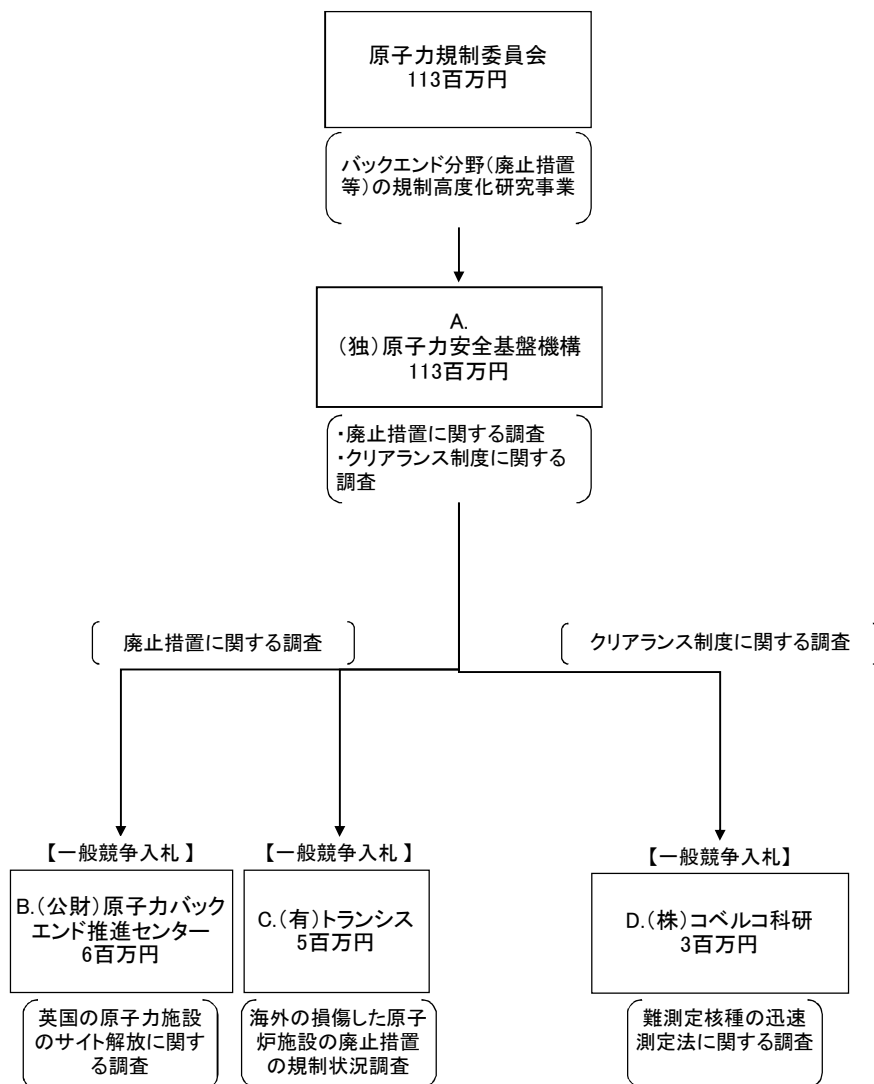 原子力規制委員会
113百万円
バックエンド分野(廃止措置
等)の規制高度化研究事業
A.
(独)原子力安全基盤機構
113百万円
・廃止措置に関する調査
・クリアランス制度に関する
調査
廃止措置に関する調査
クリアランス制度に関する調査
【一般競争入札】
B.(公財)原子力バック
エンド推進センター
6百万円
英国の原子力施設
のサイト解放に関す
る調査
【一般競争入札】
C.(有)トランシス
5百万円
海外の損傷した原子
炉施設の廃止措置
の規制状況調査
【一般競争入札】
D.(株)コベルコ科研
3百万円
難測定核種の迅速
測定法に関する調査